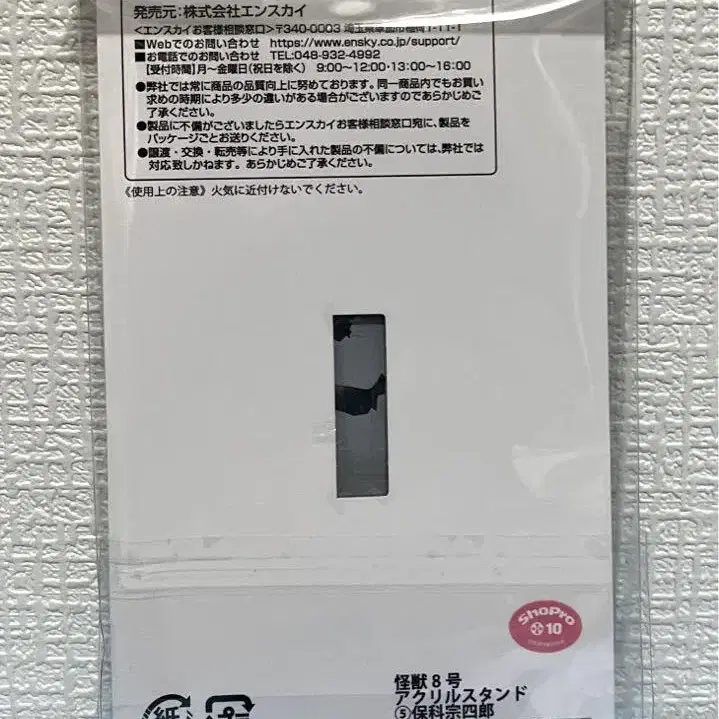 発売元：株式会社エンスカイ
<エンスカイお客様相談窓口>〒340-0003 埼玉県草加市稲荷1-11-1
■Webでのお問い合わせ https://www.ensky.co.jp/support/
■お電話でのお問い合わせ TEL:048-932-4992
【受付時間】月～金曜日(祝日を除く) 9:00～12:00・13:00～16:00
●弊社では常に商品の品質向上に努めております。同一商品内でもお買い
求めの時期により多少の違いがある場合がございますのであらかじめご
了承ください。
●製品に不備がございましたらエンスカイお客様相談窓口宛に、製品を
パッケージごとお送りください。
●譲渡・交換・転売等により手に入れた製品の不備については、弊社では
対応致しかねます。あらかじめご了承ください。
《使用上の注意》火気に近付けないでください。
ShoPro
10
怪獣８号
アクリルスタンド
⑤保科宗四郎
紙
プラ